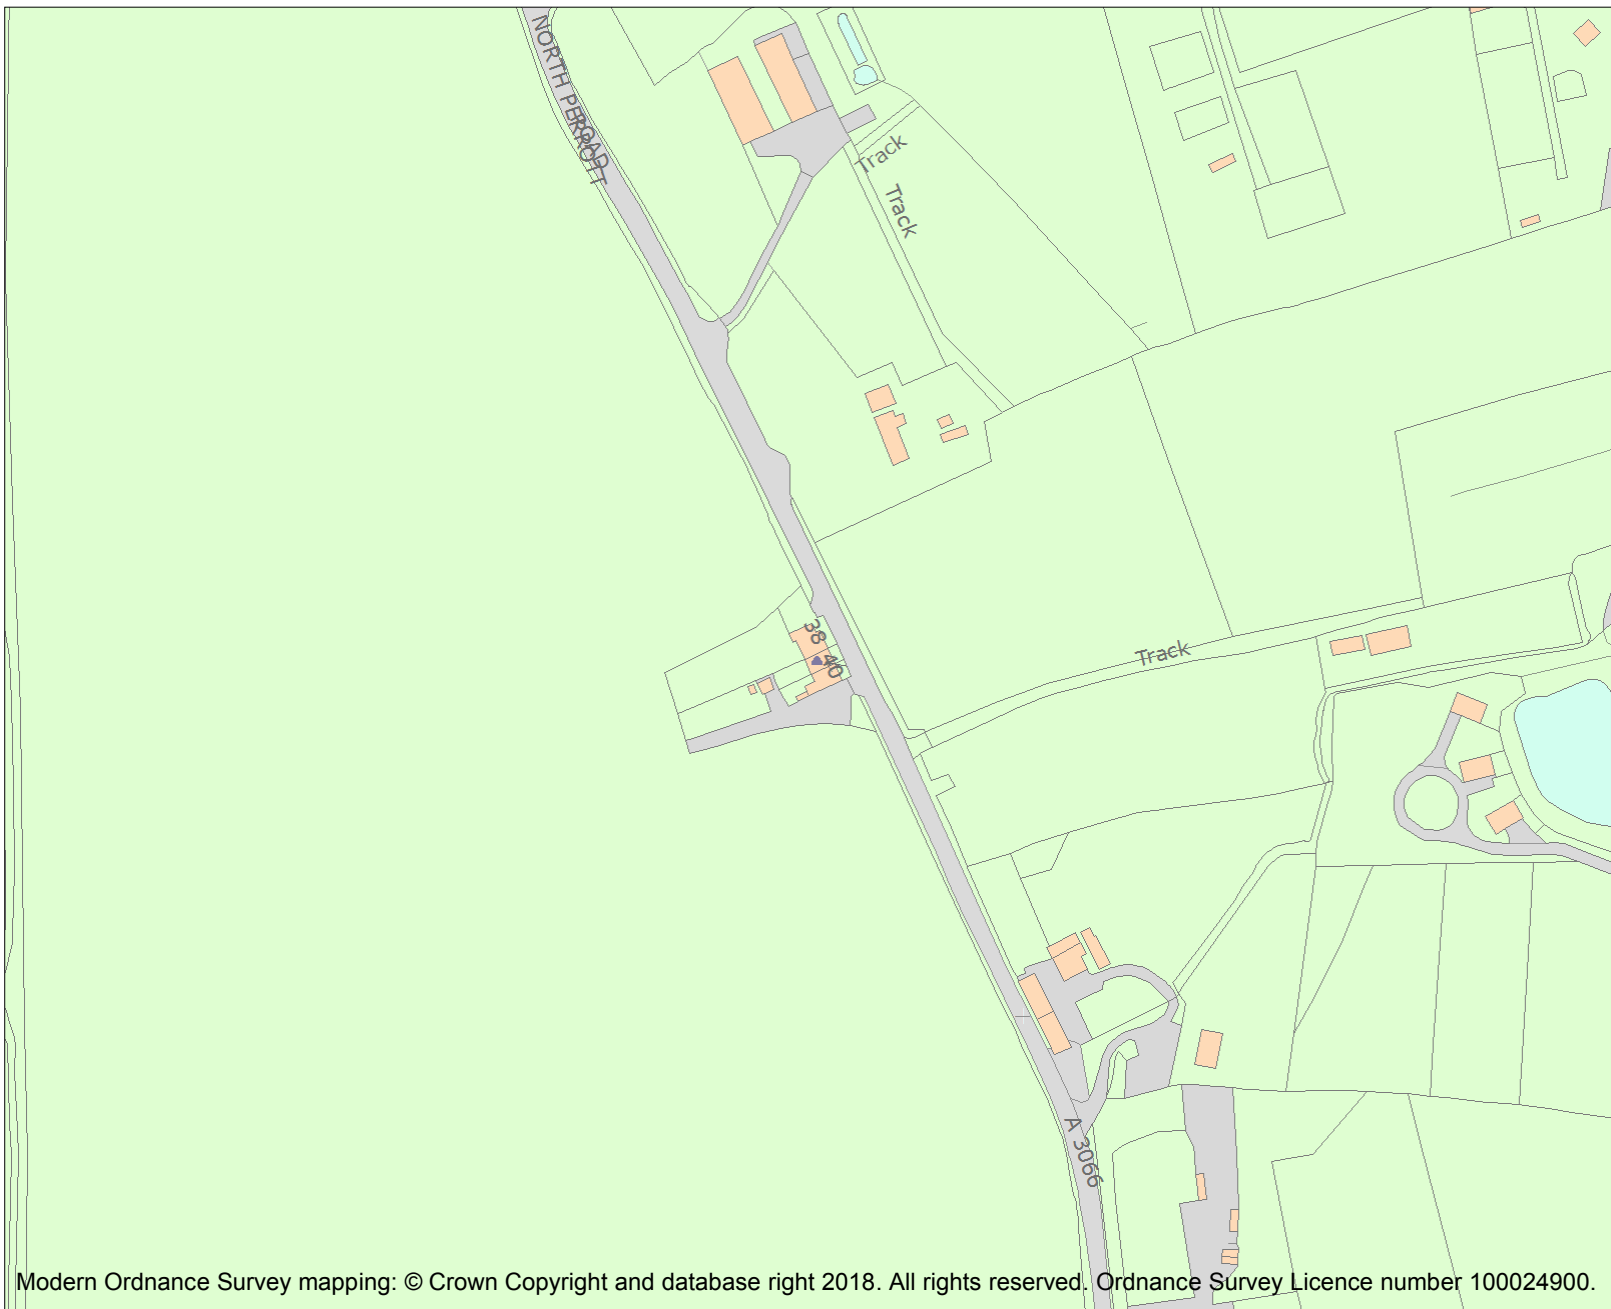 NORTH PERROTT
ROAD
Track
Track
38
40
Track
A 3066
Modern Ordnance Survey mapping: © Crown Copyright and database right 2018. All rights reserved. Ordnance Survey Licence number 100024900.